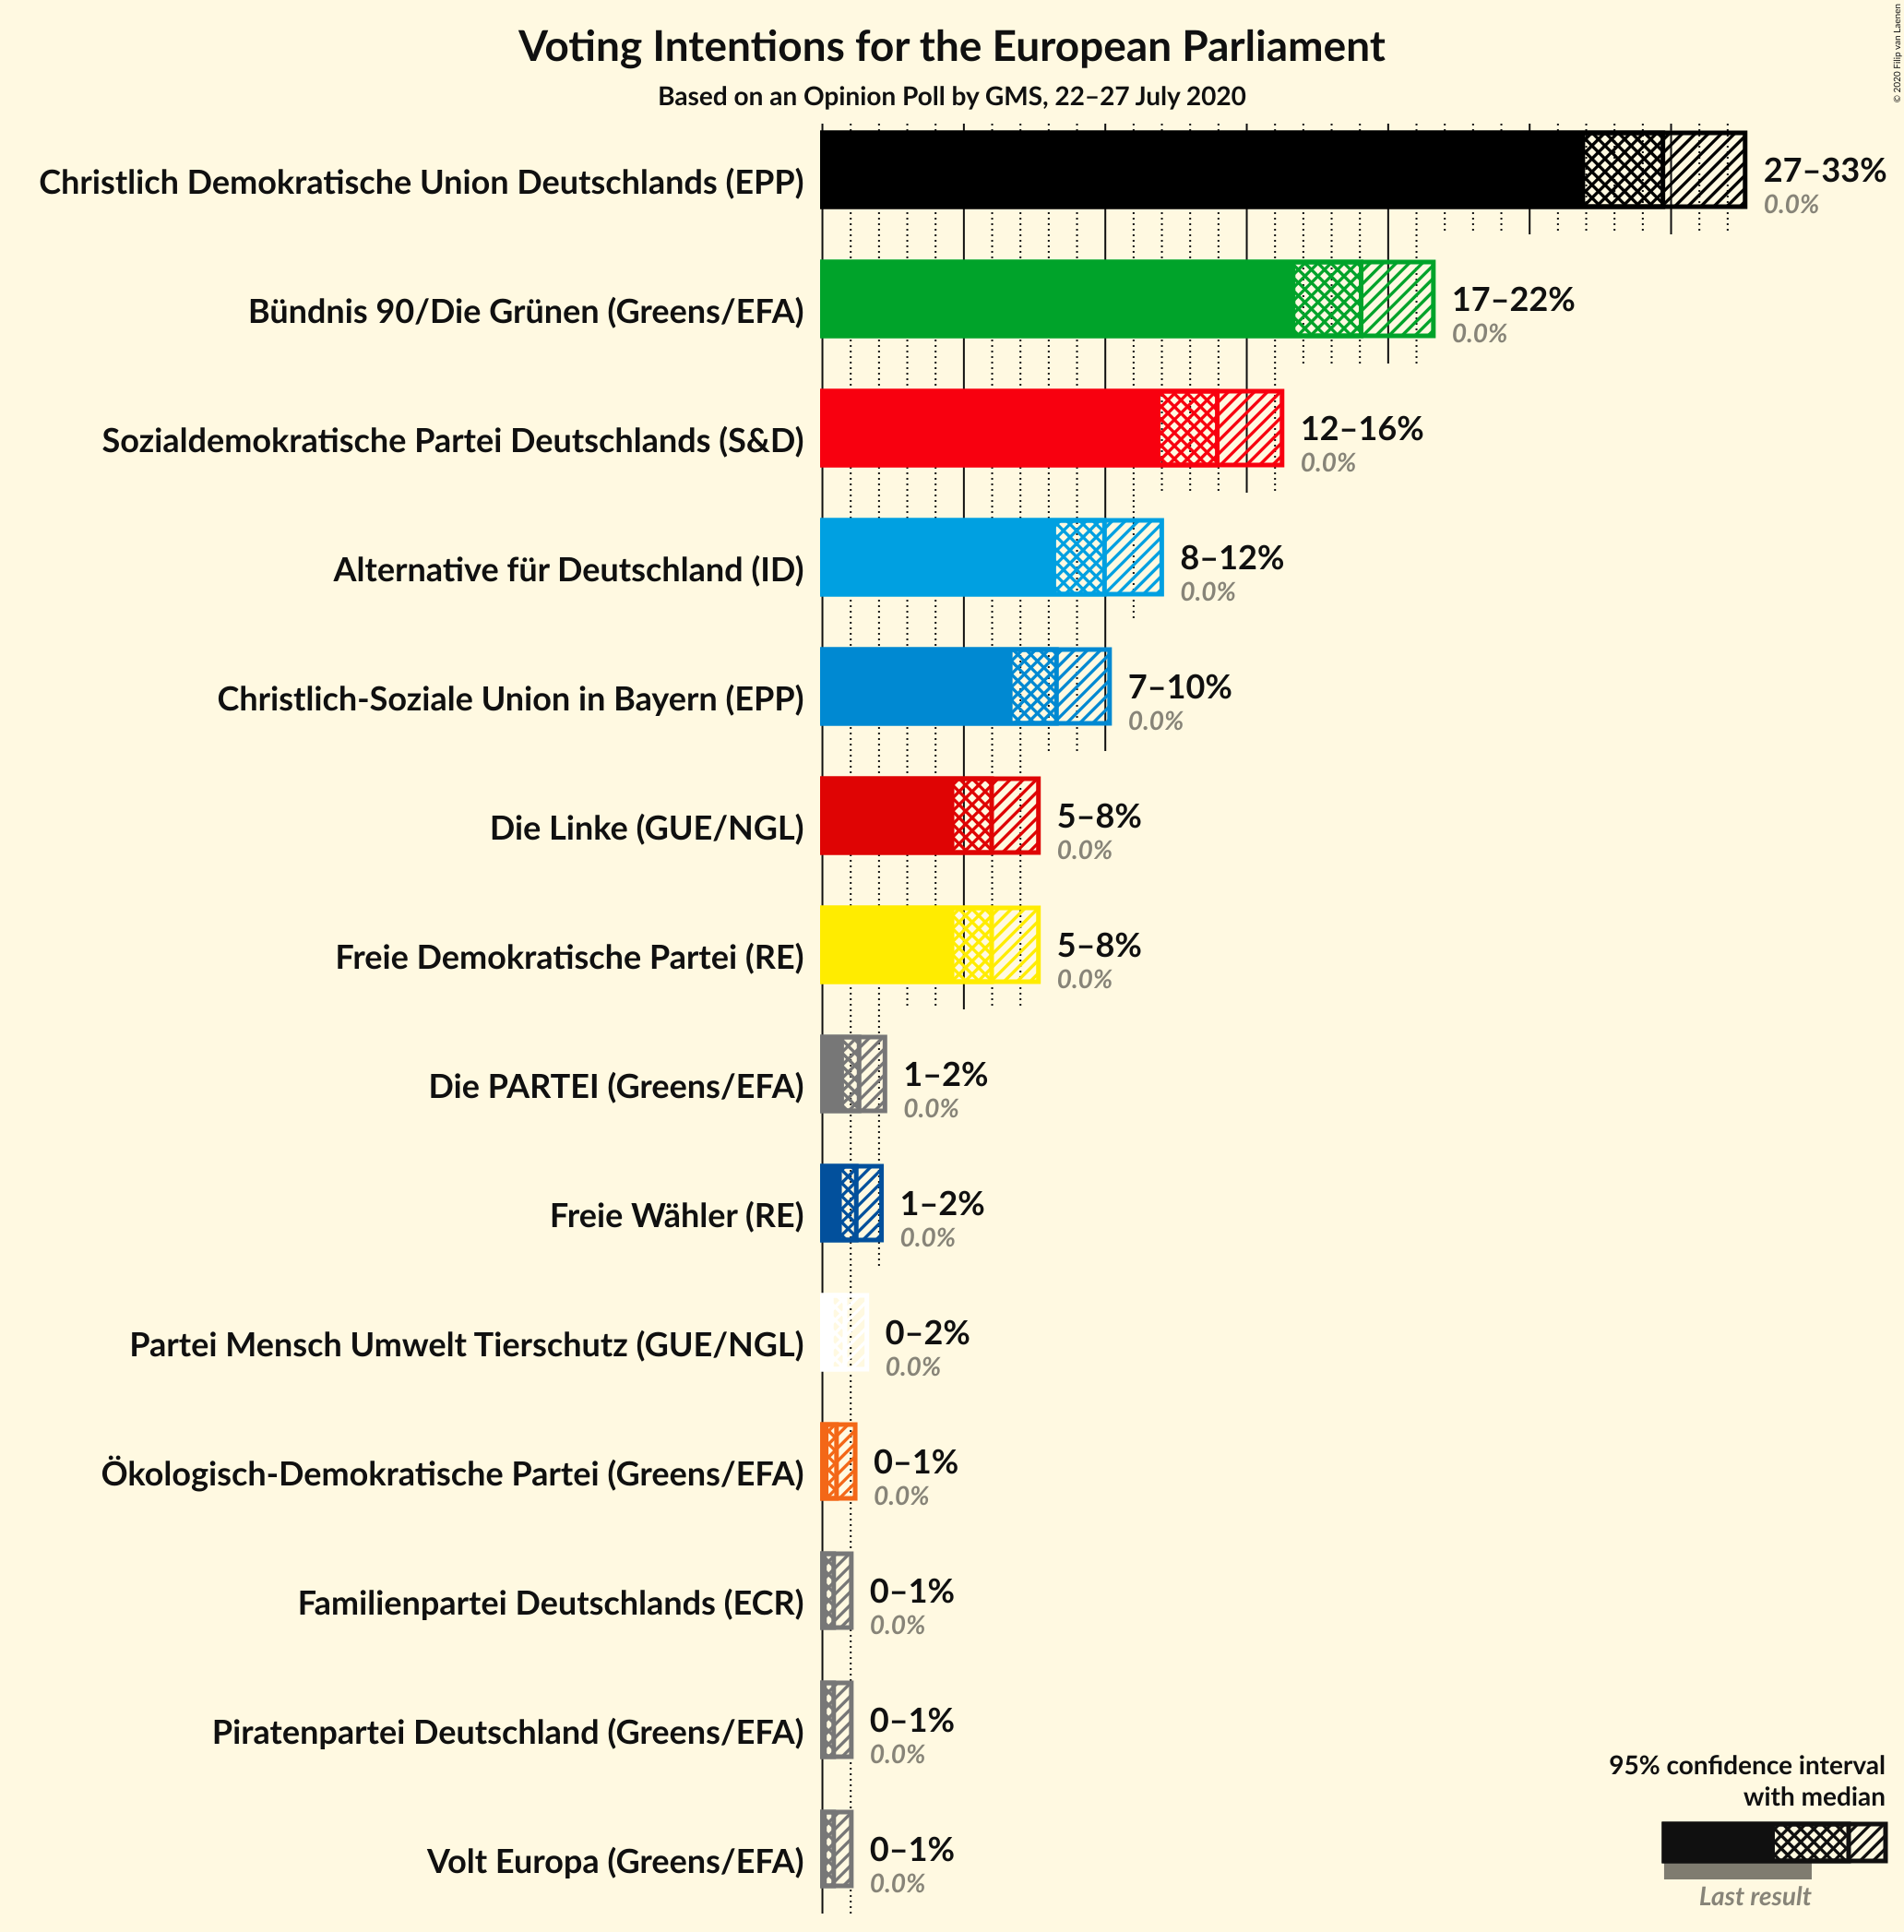 Voting Intentions for the European Parliament
Based on an Opinion Poll by GMS, 22–27 July 2020
© 2020 Filip van Laenen
Christlich Demokratische Union Deutschlands (EPP)
27–33%
0.0%
Bündnis 90/Die Grünen (Greens/EFA)
17–22%
0.0%
Sozialdemokratische Partei Deutschlands (S&D)
12–16%
0.0%
Alternative für Deutschland (ID)
8–12%
0.0%
Christlich-Soziale Union in Bayern (EPP)
7–10%
0.0%
Die Linke (GUE/NGL)
5–8%
0.0%
Freie Demokratische Partei (RE)
5–8%
0.0%
Die PARTEI (Greens/EFA)
1–2%
0.0%
Freie Wähler (RE)
1–2%
0.0%
Partei Mensch Umwelt Tierschutz (GUE/NGL)
0–2%
0.0%
Ökologisch-Demokratische Partei (Greens/EFA)
0–1%
0.0%
Familienpartei Deutschlands (ECR)
0–1%
0.0%
Piratenpartei Deutschland (Greens/EFA)
0–1%
0.0%
Volt Europa (Greens/EFA)
0–1%
0.0%
95% confidence interval
with median
Last result